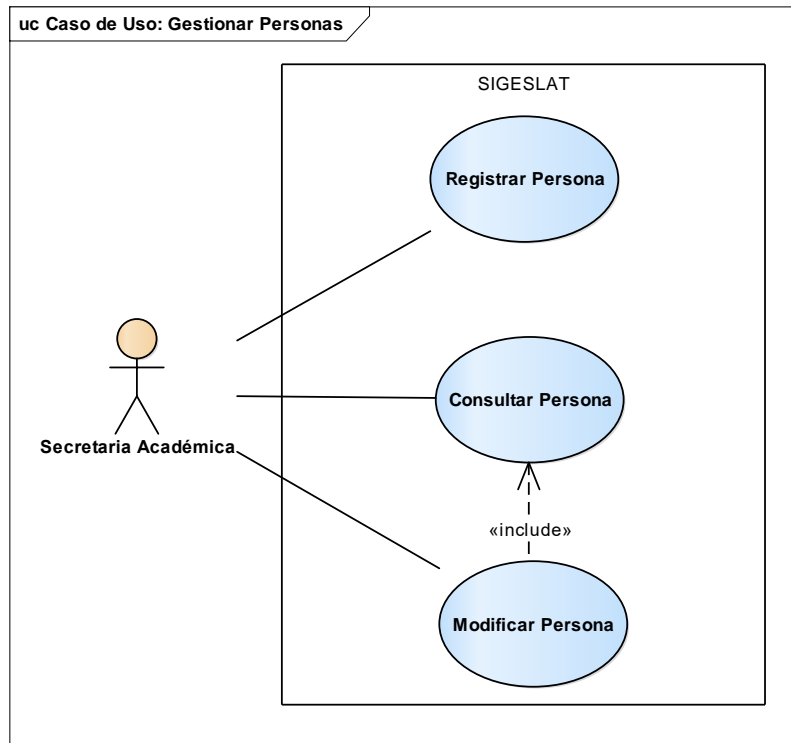 uc Caso de Uso: Gestionar Personas
SIGESLAT
Registrar Persona
Consultar Persona
Secretaria Académica
«include»
Modificar Persona